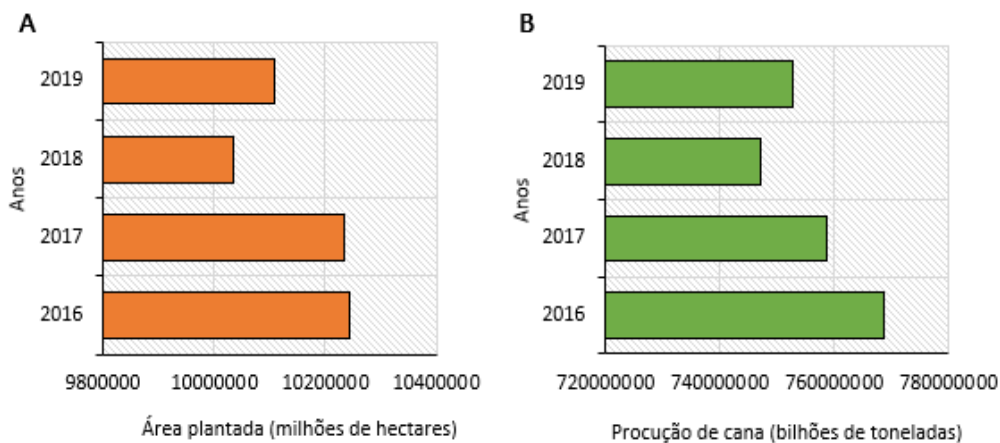 A
2019
2018
2017
2016
Anos
9800000 10000000 10200000 10400000
Área plantada (milhões de hectares)
B
2019
2018
2017
2016
Anos
720000000 740000000 760000000 780000000
Procução de cana (bilhões de toneladas)